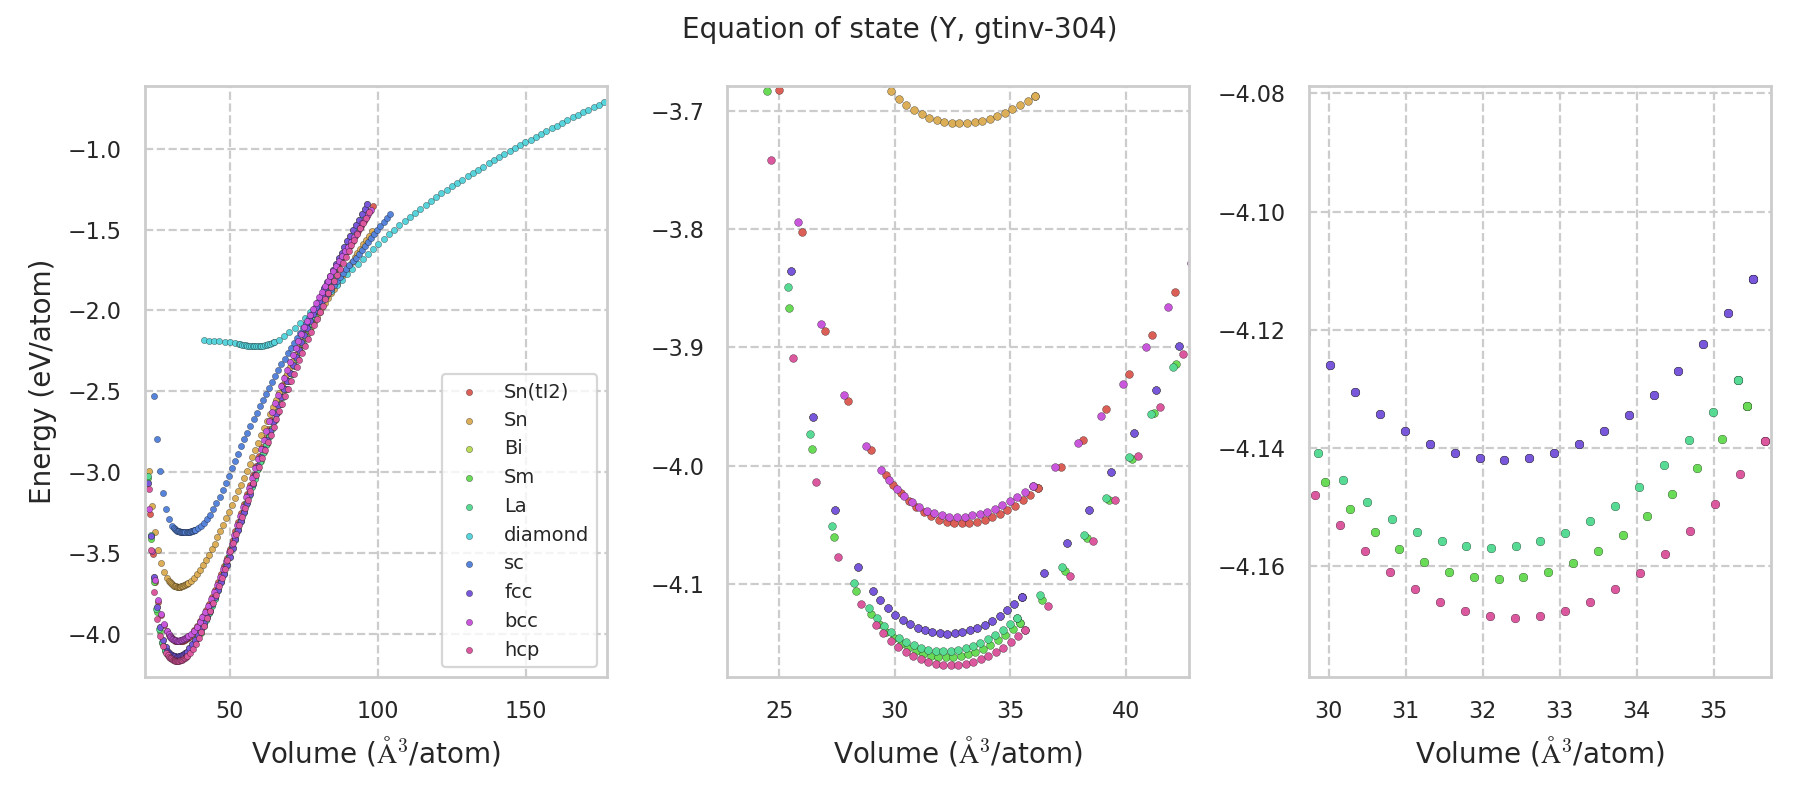 Equation of state (Y, gtinv-304)
Energy (eV/atom)
−1.0
−1.5
−2.0
−2.5
−3.0
−3.5
−4.0
50
100
150
Volume (Å³/atom)
Sn(tI2)
Sn
Bi
Sm
La
diamond
sc
fcc
bcc
hcp
−3.7
−3.8
−3.9
−4.0
−4.1
25
30
35
40
Volume (Å³/atom)
−4.08
−4.10
−4.12
−4.14
−4.16
30
31
32
33
34
35
Volume (Å³/atom)